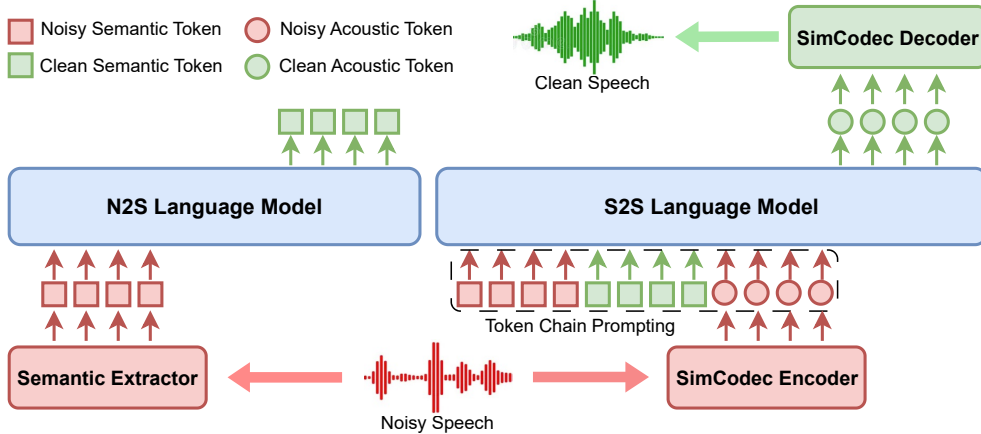 Noisy Semantic Token
Noisy Acoustic Token
Clean Semantic Token
Clean Acoustic Token
Clean Speech
SimCodec Decoder
N2S Language Model
S2S Language Model
Token Chain Prompting
Semantic Extractor
Noisy Speech
SimCodec Encoder